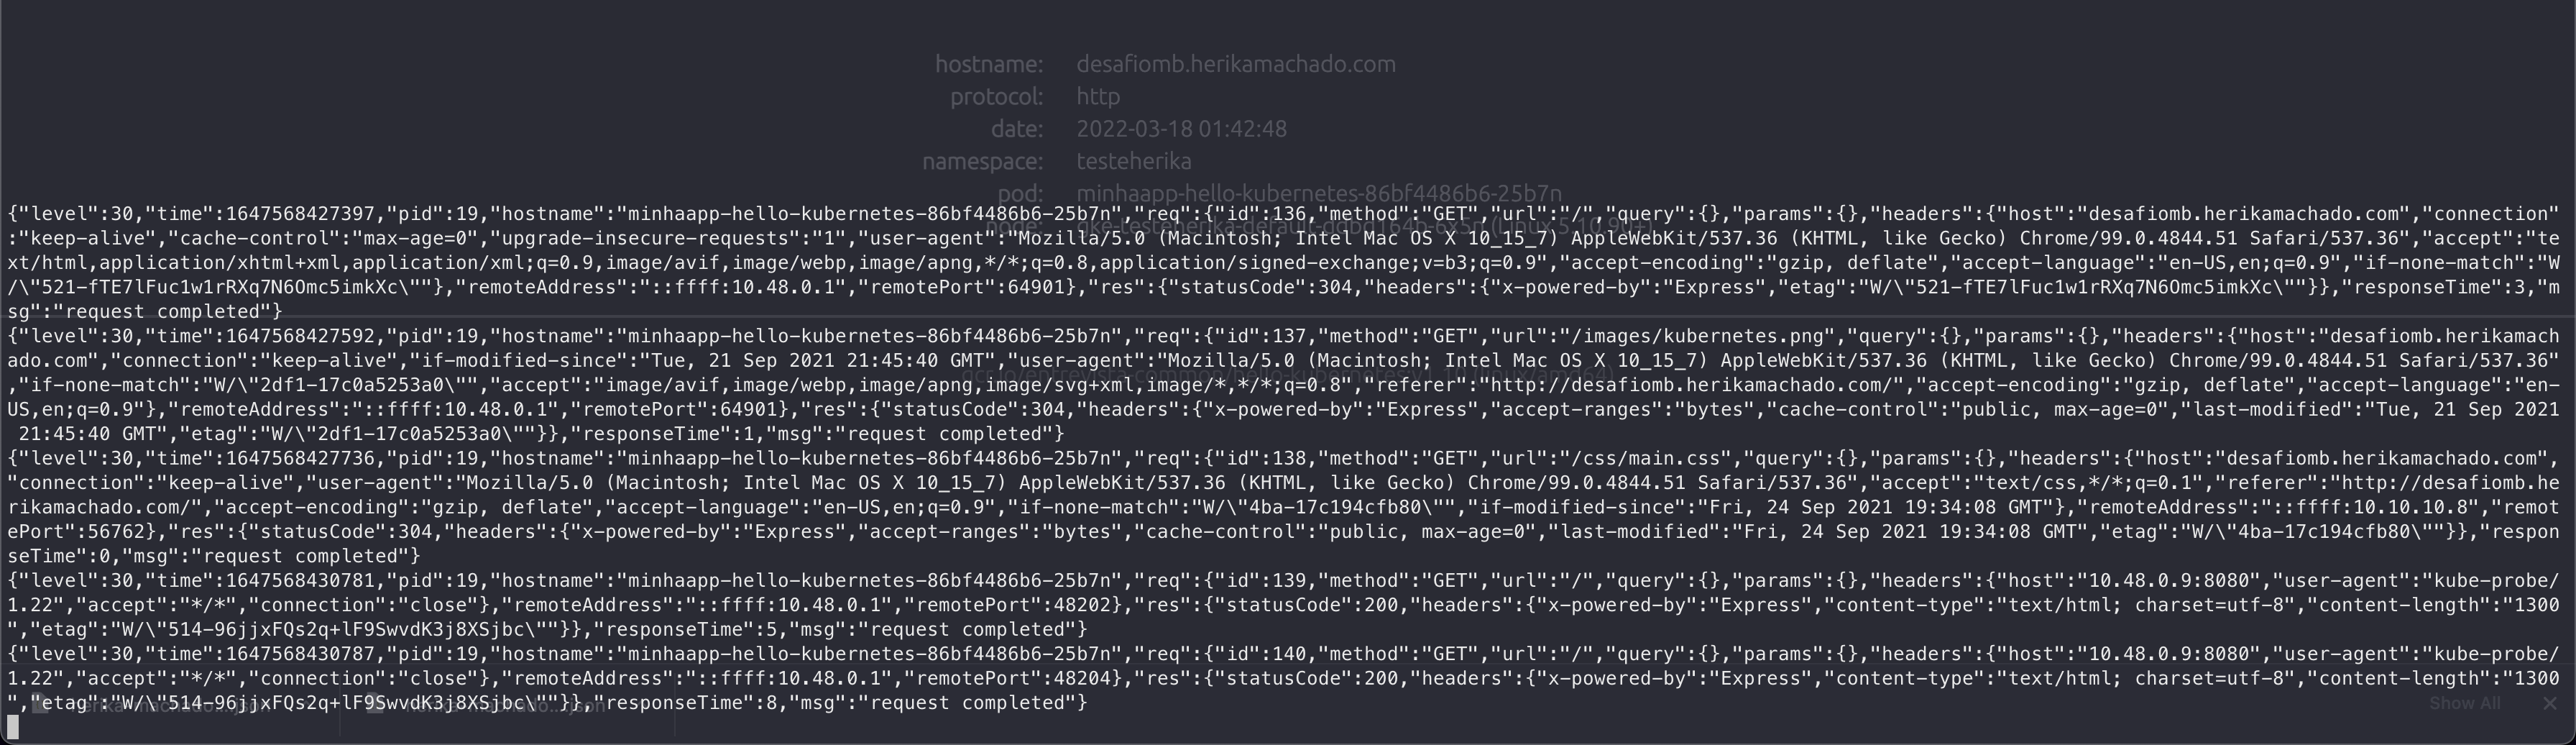 hostname: desafiomb.herikamachado.com
protocol: http
date: 2022-03-18 01:42:48
namespace: testeherika
pod: minhaapp-hello-kubernetes-86bf4486b6-25b7n
{"level":30,"time":1647568427397,"pid":19,"hostname":"minhaapp-hello-kubernetes-86bf4486b6-25b7n","req":{"id":136,"method":"GET","url":"/","query":{},"params":{},"headers":{"host":"desafiomb.herikamachado.com","connection"
:"keep-alive","cache-control":"max-age=0","upgrade-insecure-requests":"1","user-agent":"Mozilla/5.0 (Macintosh; Intel Mac OS X 10_15_7) AppleWebKit/537.36 (KHTML, like Gecko) Chrome/99.0.4844.51 Safari/537.36","accept":"te
xt/html,application/xhtml+xml,application/xml;q=0.9,image/avif,image/webp,image/apng,*/*;q=0.8,application/signed-exchange;v=b3;q=0.9","accept-encoding":"gzip, deflate","accept-language":"en-US,en;q=0.9","if-none-match":"W
/\"521-fTE7lFuc1w1rRXq7N6Omc5imkXc\""},"remoteAddress":"::ffff:10.48.0.1","remotePort":64901},"res":{"statusCode":304,"headers":{"x-powered-by":"Express","etag":"W/\"521-fTE7lFuc1w1rRXq7N6Omc5imkXc\""}},"responseTime":3,"m
sg":"request completed"}
{"level":30,"time":1647568427592,"pid":19,"hostname":"minhaapp-hello-kubernetes-86bf4486b6-25b7n","req":{"id":137,"method":"GET","url":"/images/kubernetes.png","query":{},"params":{},"headers":{"host":"desafiomb.herikamach
ado.com","connection":"keep-alive","if-modified-since":"Tue, 21 Sep 2021 21:45:40 GMT","user-agent":"Mozilla/5.0 (Macintosh; Intel Mac OS X 10_15_7) AppleWebKit/537.36 (KHTML, like Gecko) Chrome/99.0.4844.51 Safari/537.36"
,"if-none-match":"W/\"2df1-17c0a5253a0\"","accept":"image/avif,image/webp,image/apng,image/svg+xml,image/*,*/*;q=0.8","referer":"http://desafiomb.herikamachado.com/","accept-encoding":"gzip, deflate","accept-language":"en-
US,en;q=0.9"},"remoteAddress":"::ffff:10.48.0.1","remotePort":64901},"res":{"statusCode":304,"headers":{"x-powered-by":"Express","accept-ranges":"bytes","cache-control":"public, max-age=0","last-modified":"Tue, 21 Sep 2021
 21:45:40 GMT","etag":"W/\"2df1-17c0a5253a0\""}},"responseTime":1,"msg":"request completed"}
{"level":30,"time":1647568427736,"pid":19,"hostname":"minhaapp-hello-kubernetes-86bf4486b6-25b7n","req":{"id":138,"method":"GET","url":"/css/main.css","query":{},"params":{},"headers":{"host":"desafiomb.herikamachado.com",
"connection":"keep-alive","user-agent":"Mozilla/5.0 (Macintosh; Intel Mac OS X 10_15_7) AppleWebKit/537.36 (KHTML, like Gecko) Chrome/99.0.4844.51 Safari/537.36","accept":"text/css,*/*;q=0.1","referer":"http://desafiomb.he
rikamachado.com/","accept-encoding":"gzip, deflate","accept-language":"en-US,en;q=0.9","if-none-match":"W/\"4ba-17c194cfb80\"","if-modified-since":"Fri, 24 Sep 2021 19:34:08 GMT"},"remoteAddress":"::ffff:10.10.10.8","remot
ePort":56762},"res":{"statusCode":304,"headers":{"x-powered-by":"Express","accept-ranges":"bytes","cache-control":"public, max-age=0","last-modified":"Fri, 24 Sep 2021 19:34:08 GMT","etag":"W/\"4ba-17c194cfb80\""}},"respon
seTime":0,"msg":"request completed"}
{"level":30,"time":1647568430781,"pid":19,"hostname":"minhaapp-hello-kubernetes-86bf4486b6-25b7n","req":{"id":139,"method":"GET","url":"/","query":{},"params":{},"headers":{"host":"10.48.0.9:8080","user-agent":"kube-probe/
1.22","accept":"*/*","connection":"close"},"remoteAddress":"::ffff:10.48.0.1","remotePort":48202},"res":{"statusCode":200,"headers":{"x-powered-by":"Express","content-type":"text/html; charset=utf-8","content-length":"1300
","etag":"W/\"514-96jjxFQs2q+lF9SwvdK3j8XSjbc\""}},"responseTime":5,"msg":"request completed"}
{"level":30,"time":1647568430787,"pid":19,"hostname":"minhaapp-hello-kubernetes-86bf4486b6-25b7n","req":{"id":140,"method":"GET","url":"/","query":{},"params":{},"headers":{"host":"10.48.0.9:8080","user-agent":"kube-probe/
1.22","accept":"*/*","connection":"close"},"remoteAddress":"::ffff:10.48.0.1","remotePort":48204},"res":{"statusCode":200,"headers":{"x-powered-by":"Express","content-type":"text/html; charset=utf-8","content-length":"1300
","etag":"W/\"514-96jjxFQs2q+lF9SwvdK3j8XSjbc\""}},"responseTime":8,"msg":"request completed"}
Show All